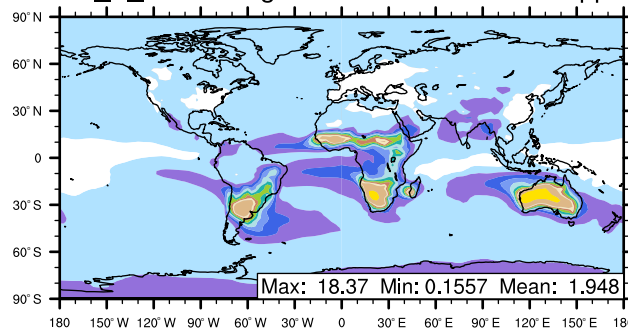 90° N
60° N
30° N
0
30° S
60° S
90° S
Max: 18.37 Min: 0.1557 Mean: 1.948
180 150° W 120° W 90° W 60° W 30° W 0 30° E 60° E 90° E 120° E 150° E 180